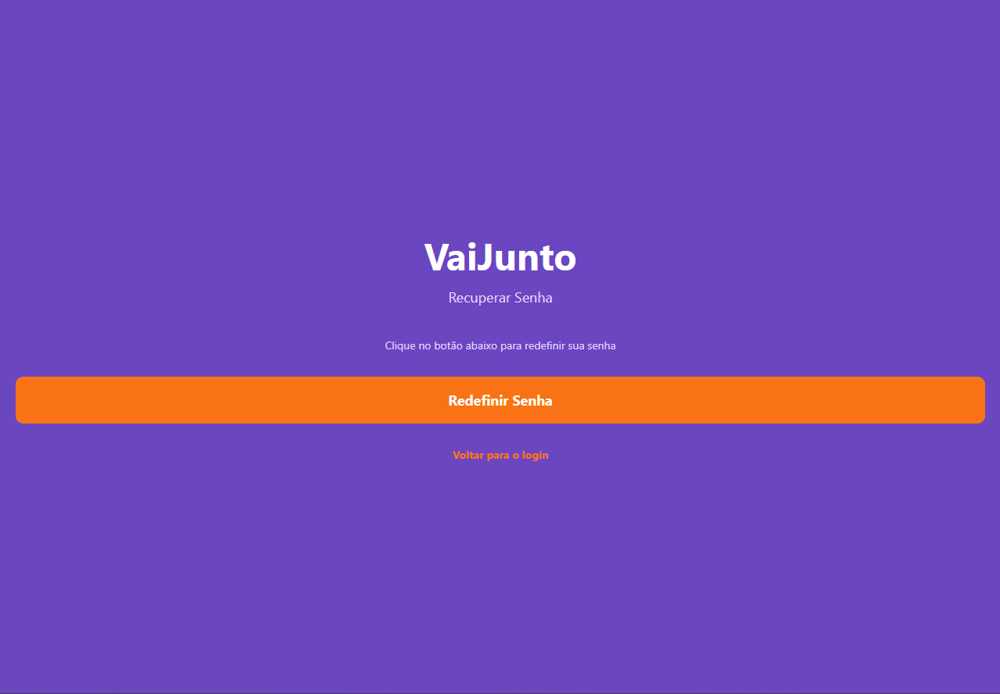 VaiJunto
Recuperar Senha
Clique no botão abaixo para redefinir sua senha
Redefinir Senha
Voltar para o login